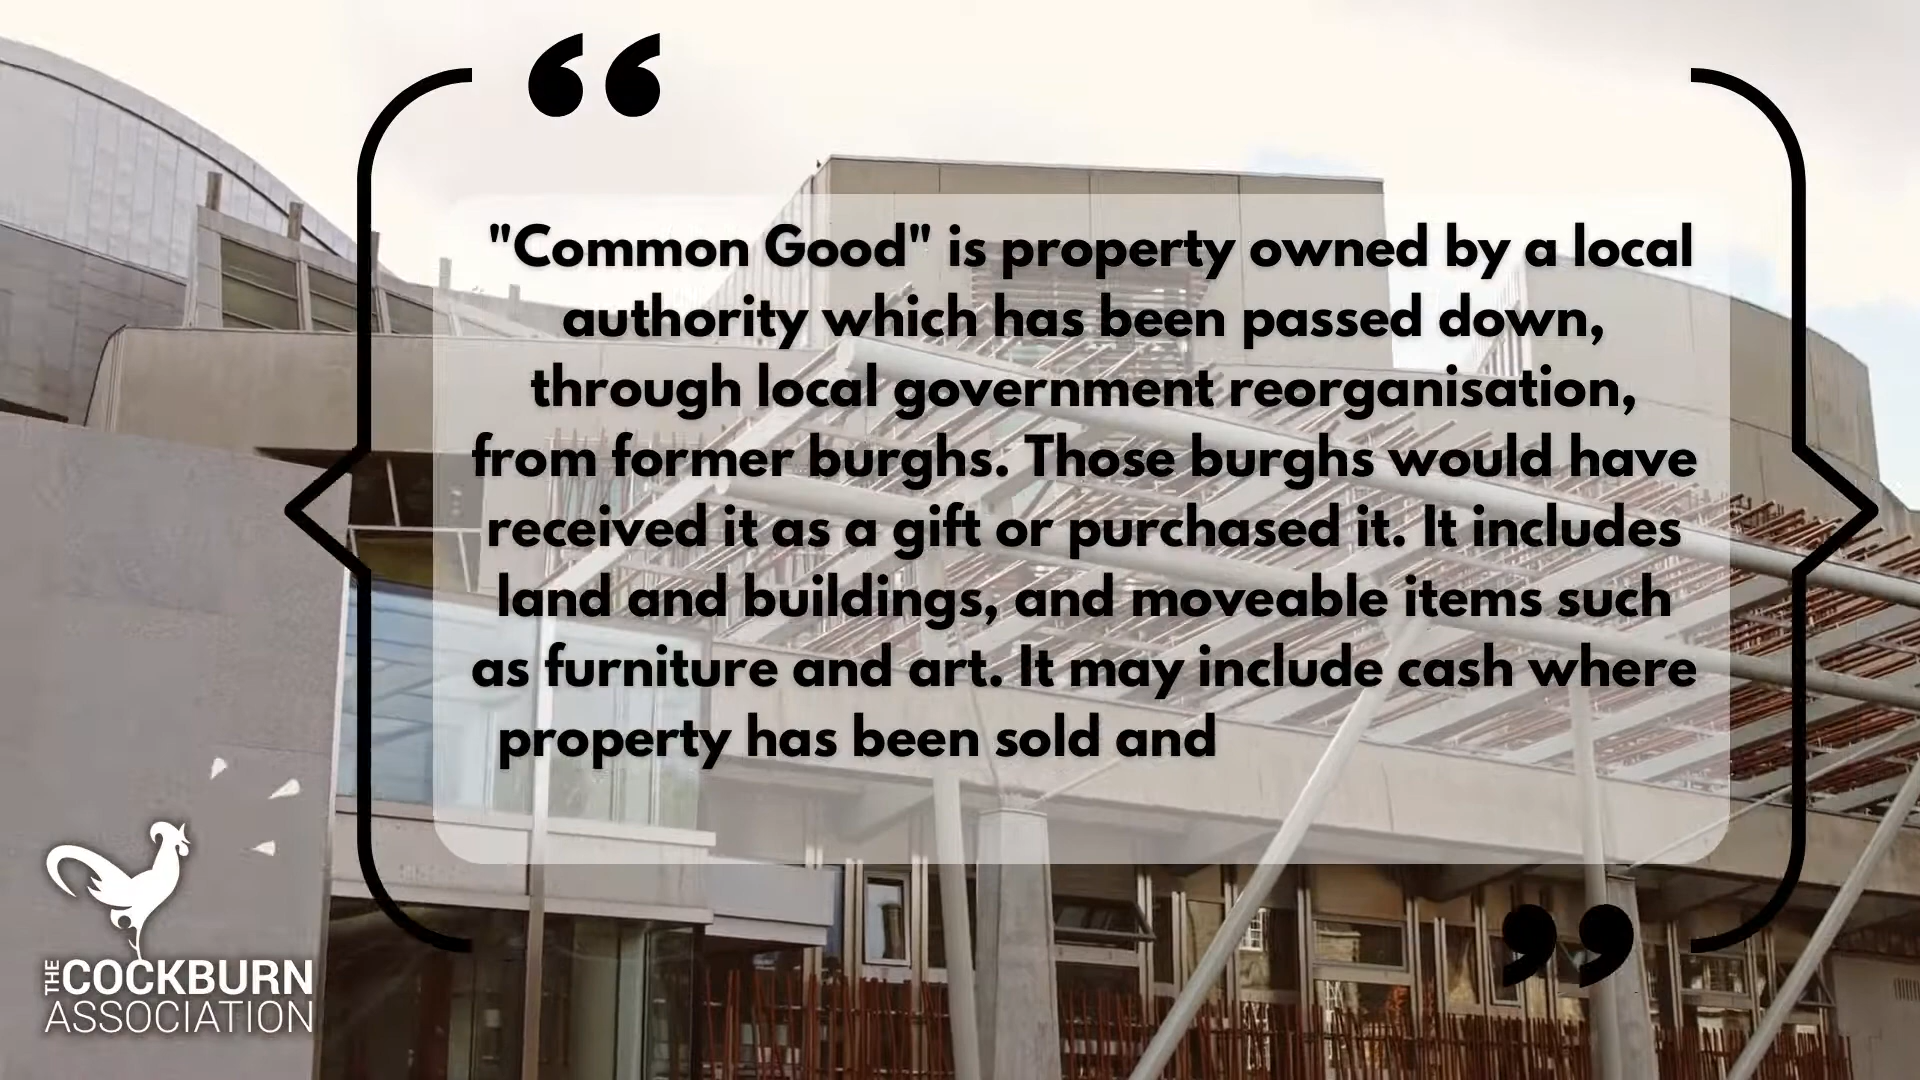 "Common Good" is property owned by a local
authority which has been passed down,
through local government reorganisation,
from former burghs. Those burghs would have
received it as a gift or purchased it. It includes
land and buildings, and moveable items such
as furniture and art. It may include cash where
property has been sold and
THE COCKBURN
ASSOCIATION